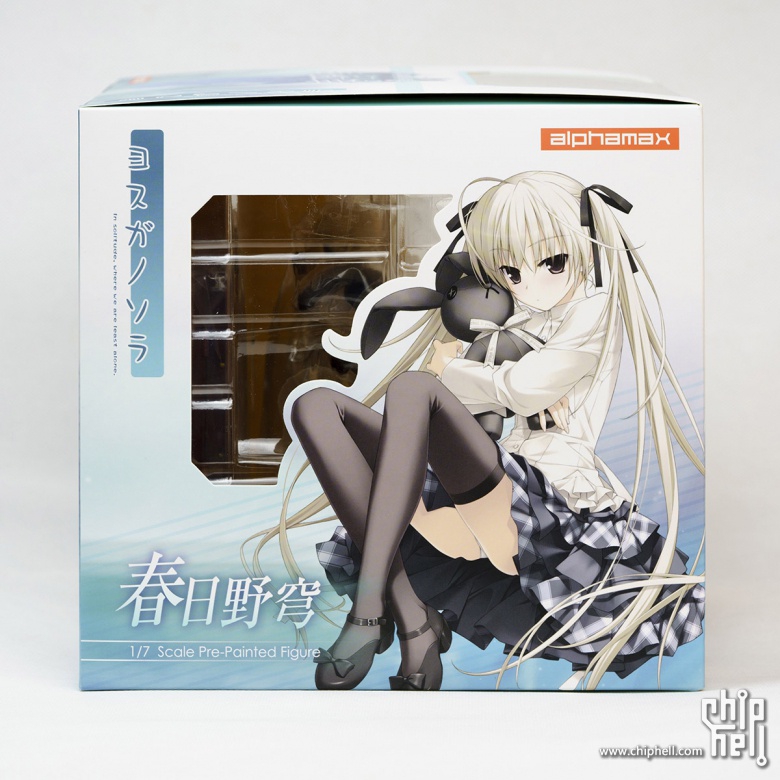 alphamax
ヨスガノソラ
In solitude, where we are least alone.
春日野穹
1/7 Scale Pre-Painted Figure
chip hell
www.chiphell.com